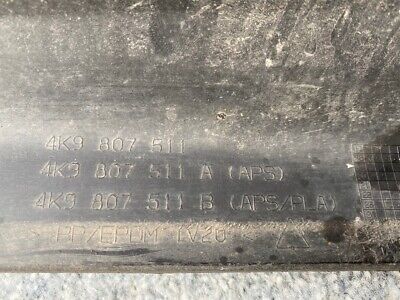 4K9 807 511
4K9 807 511 A (APS)
4K9 807 511 B (APS/PLA)
> PP/EPDM TV20